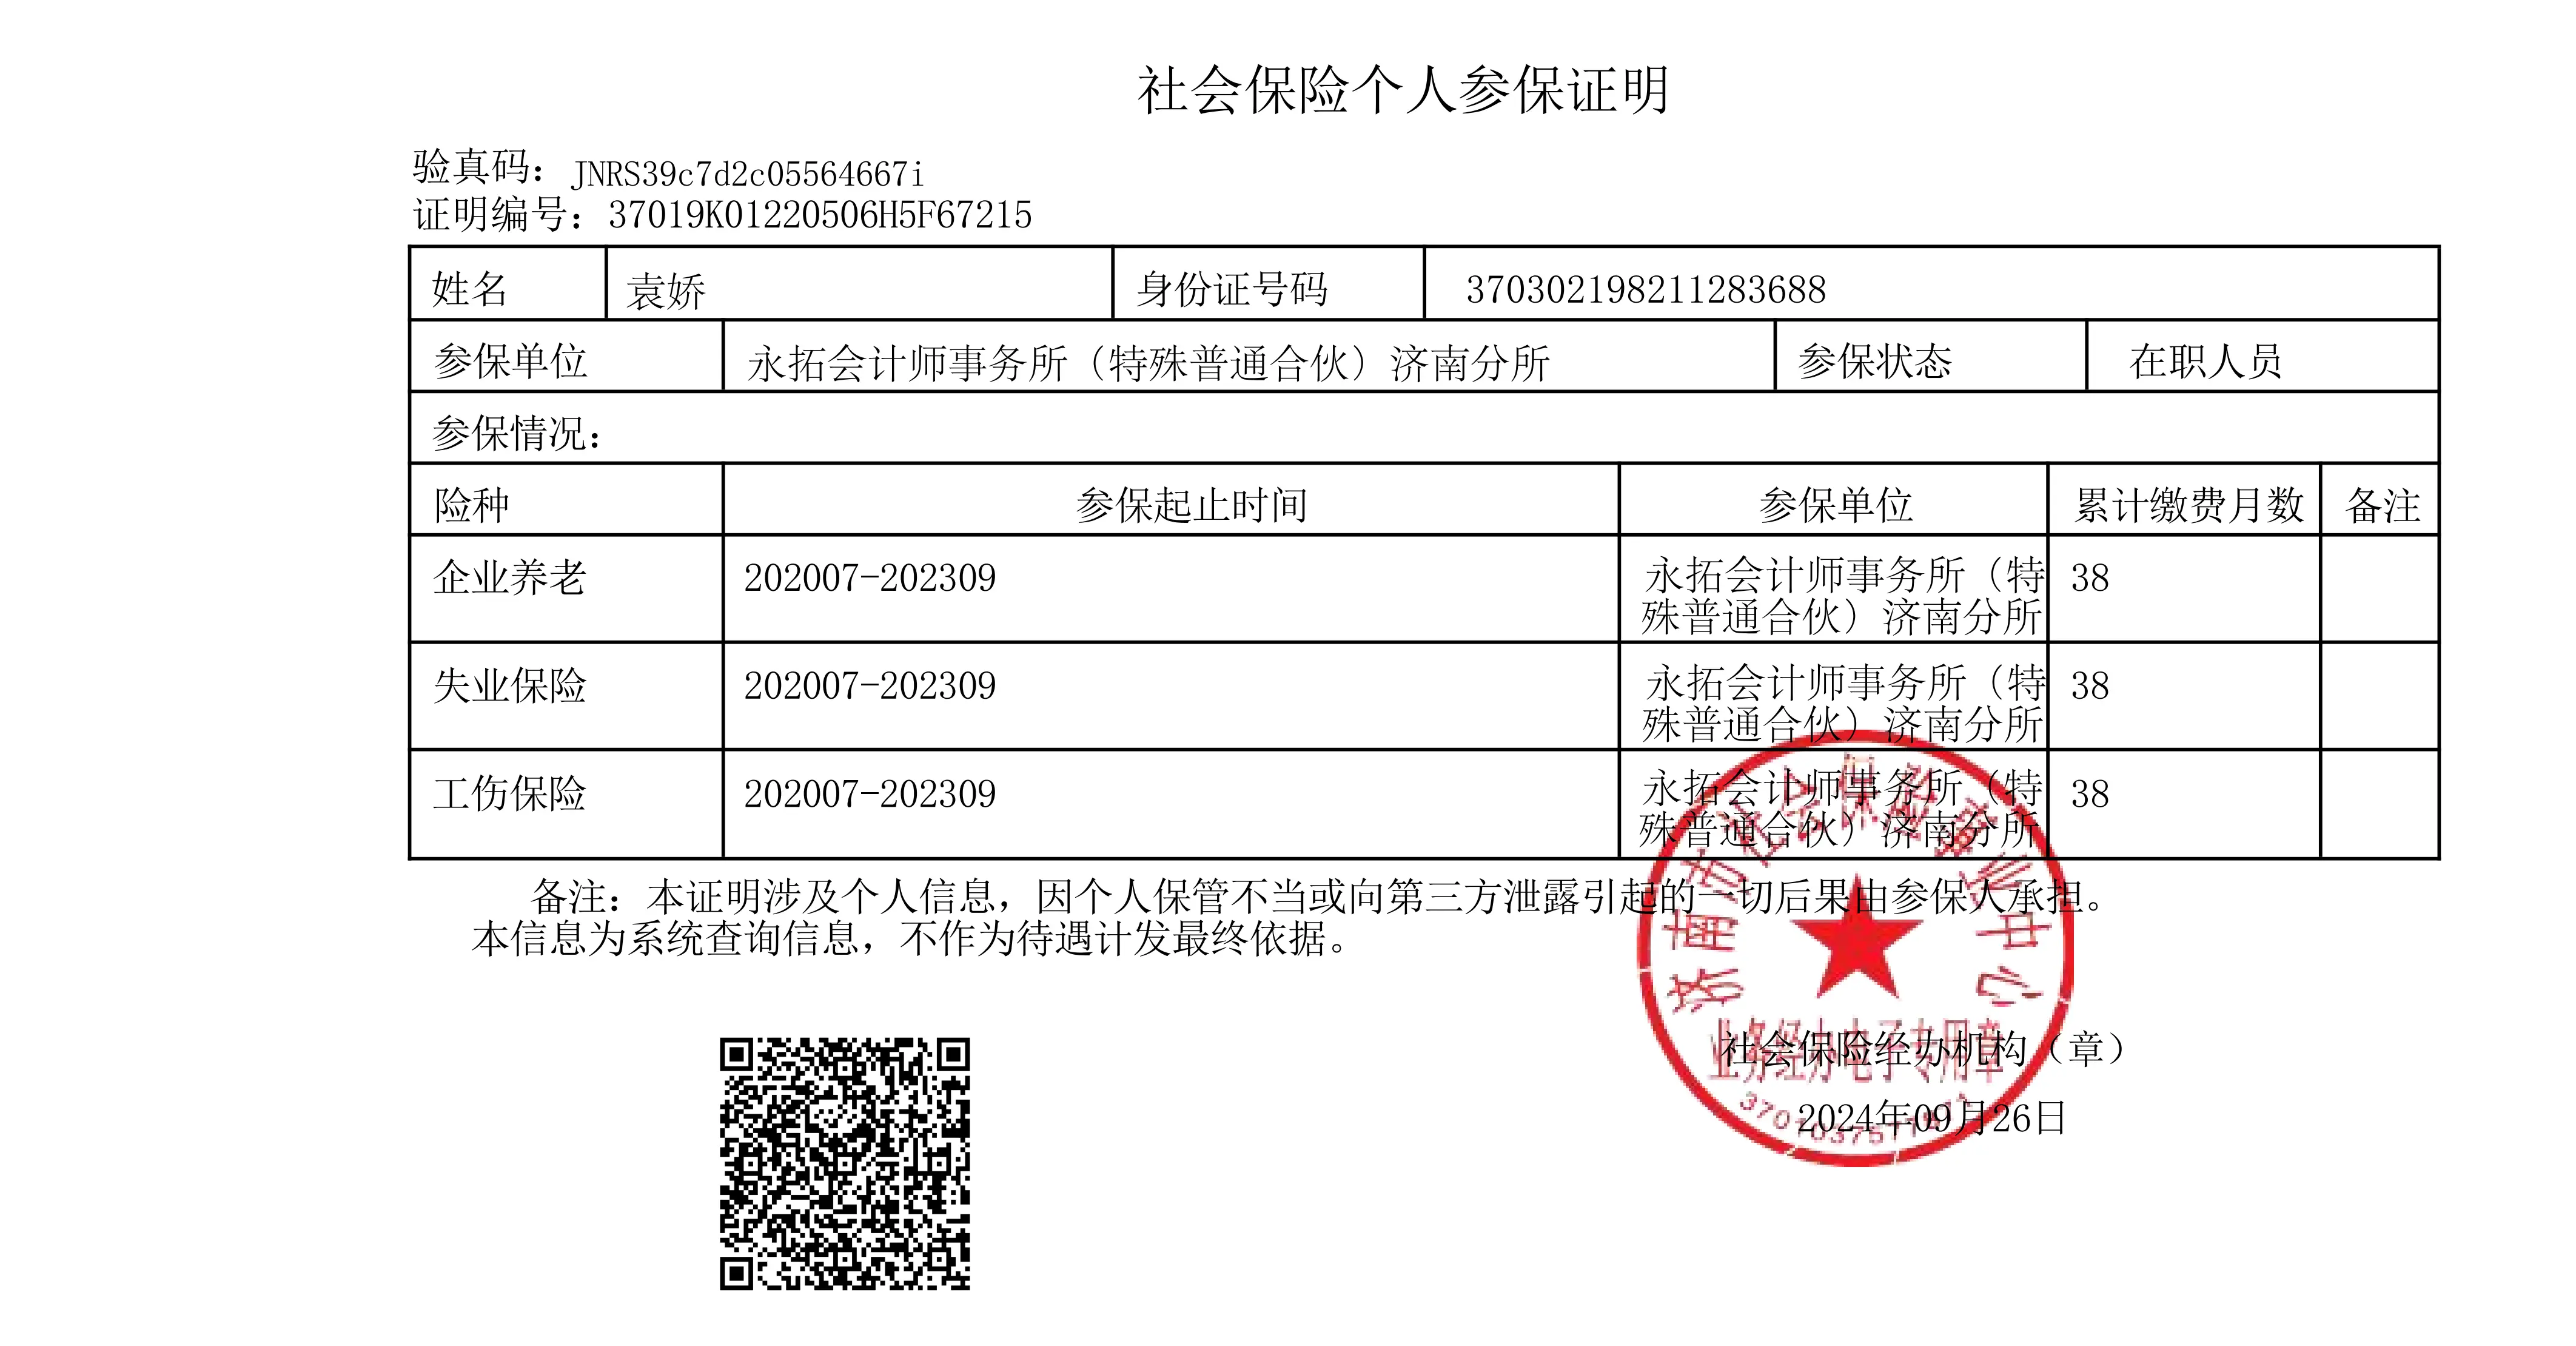 社会保险个人参保证明
验真码：JNRS39c7d2c05564667i
证明编号：37019K01220506H5F67215
姓名 袁娇 身份证号码 370302198211283688
参保单位 永拓会计师事务所（特殊普通合伙）济南分所 参保状态 在职人员
参保情况：
险种 参保起止时间 参保单位 累计缴费月数 备注
企业养老 202007-202309 永拓会计师事务所（特 38
殊普通合伙）济南分所
失业保险 202007-202309 永拓会计师事务所（特 38
殊普通合伙）济南分所
工伤保险 202007-202309 永拓会计师事务所（特 38
殊普通合伙）济南分所
备注：本证明涉及个人信息，因个人保管不当或向第三方泄露引起的一切后果由参保人承担。
本信息为系统查询信息，不作为待遇计发最终依据。
济南市社会保险事业中心
业务经办电子专用章
社会保险经办机构（章）
2024年09月26日